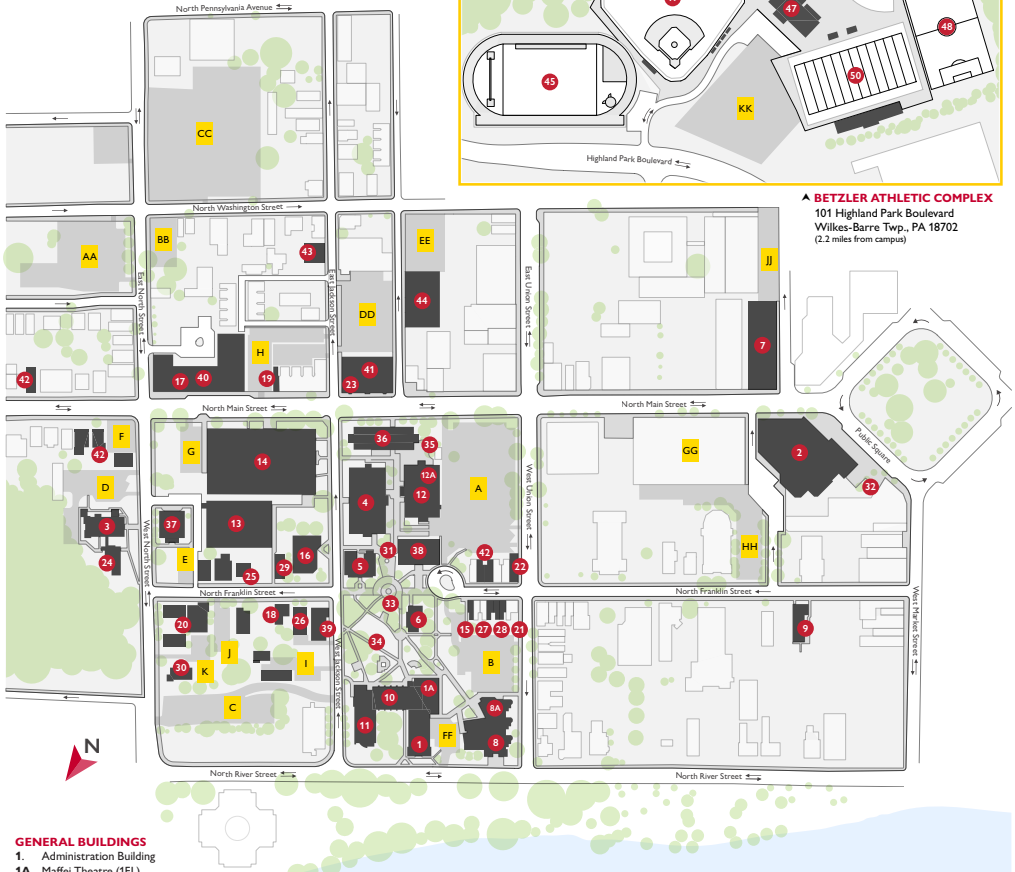 North Pennsylvania Avenue
47
48
45
50
KK
CC
Highland Park Boulevard
BETZLER ATHLETIC COMPLEX
101 Highland Park Boulevard
Wilkes-Barre Twp., PA 18702
(2.2 miles from campus)
North Washington Street
AA
BB
43
EE
JJ
East North Street
East Jackson Street
East Union Street
44
DD
7
H
42
17
40
19
41
23
North Main Street
North Main Street
Public Square
F
42
G
14
36
35
12A
12
A
GG
2
32
D
4
3
37
13
24
E
25
29
16
5
31
38
42
22
HH
West North Street
West Union Street
North Franklin Street
North Franklin Street
West Market Street
20
18
26
39
33
6
15
27
28
21
9
34
West Jackson Street
30
K
J
I
B
C
10
1A
11
1
FF
8A
8
N
North River Street
North River Street
GENERAL BUILDINGS
1. Administration Building
1A Maffei Theatre (1FL)